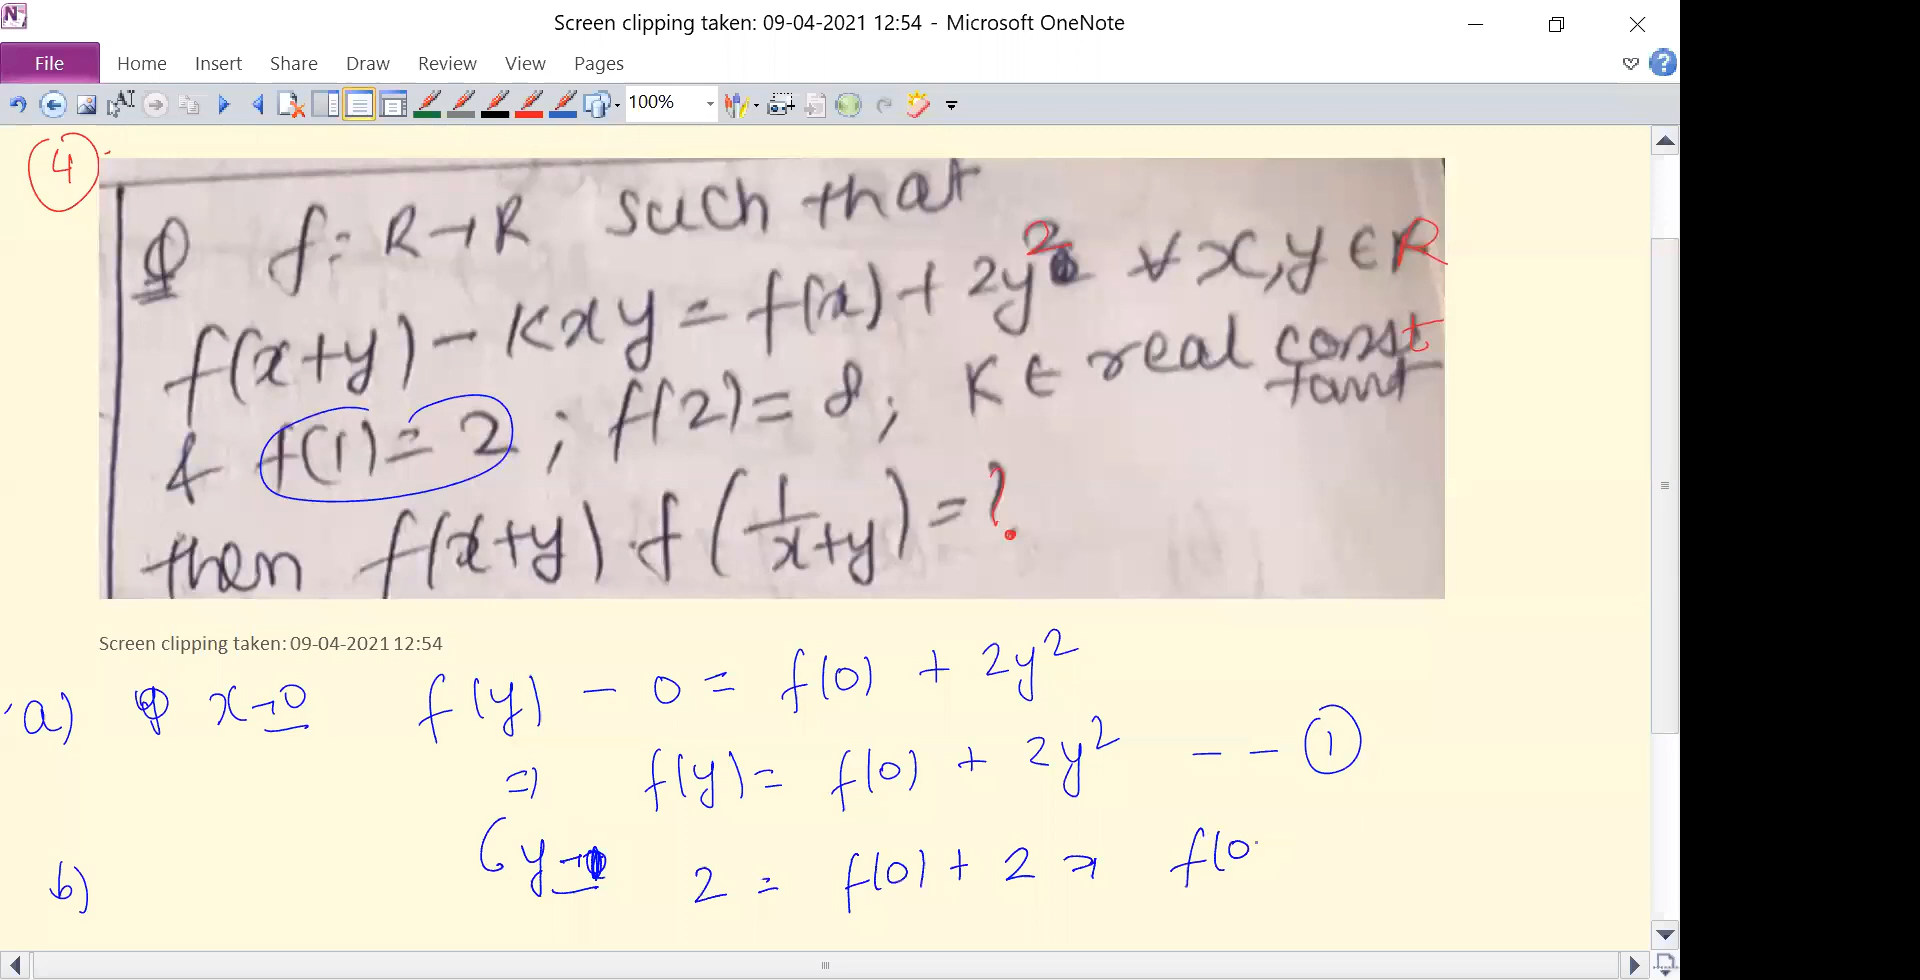 Screen clipping taken: 09-04-2021 12:54 - Microsoft OneNote
File Home Insert Share Draw Review View Pages
100%
4
Q f: R→R such that
f(x+y) - Kxy = f(x) + 2y² ∀ x, y ∈ R
& f(1) = 2 ; f(2) = 8 ; K ∈ real constant
then f(x+y) · f(1/x+y) = ?
Screen clipping taken: 09-04-2021 12:54
a) x→0 f(y) - 0 = f(0) + 2y²
⇒ f(y) = f(0) + 2y² - - ①
b) (y→1 2 = f(0) + 2 ⇒ f(0